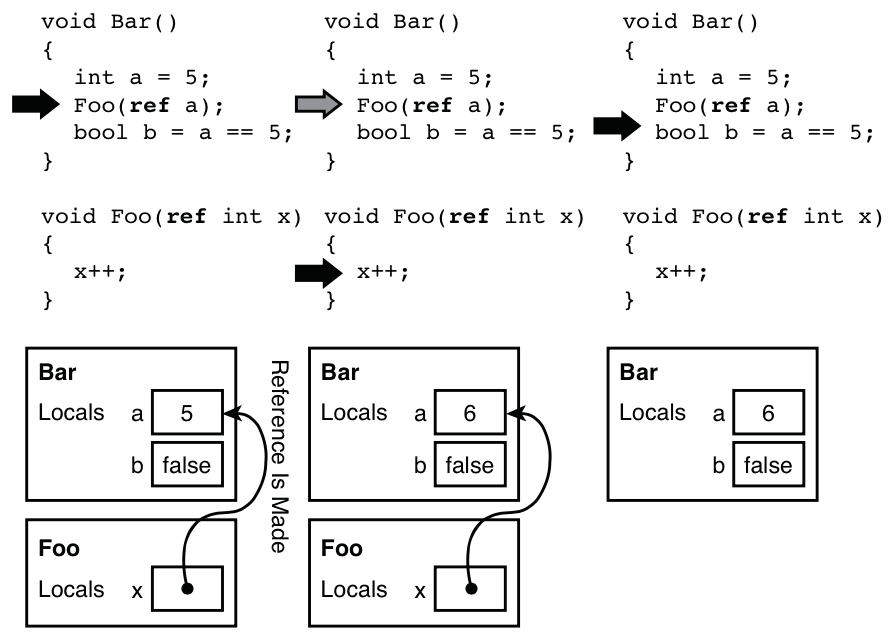 void Bar()
{
int a = 5;
Foo(ref a);
bool b = a == 5;
}
void Foo(ref int x)
{
x++;
}
void Bar()
{
int a = 5;
Foo(ref a);
bool b = a == 5;
}
void Foo(ref int x)
{
x++;
}
void Bar()
{
int a = 5;
Foo(ref a);
bool b = a == 5;
}
void Foo(ref int x)
{
x++;
}
Bar
Locals a 5
b false
Foo
Locals x
Reference Is Made
Bar
Locals a 6
b false
Foo
Locals x
Bar
Locals a 6
b false